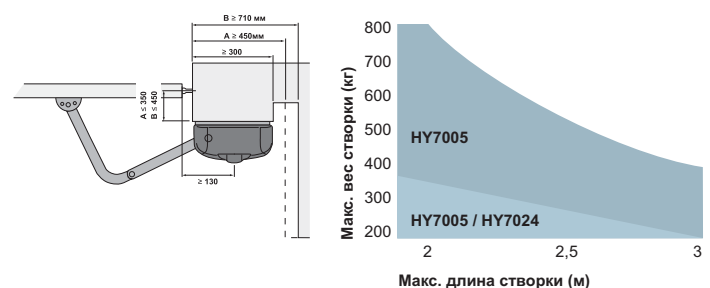 B ≥ 710 мм
A ≥ 450мм
≥ 300
A ≤ 350
B ≤ 450
≥ 130
Макс. вес створки (кг)
800
700
600
500
400
300
200
HY7005
HY7005 / HY7024
2
2,5
3
Макс. длина створки (м)